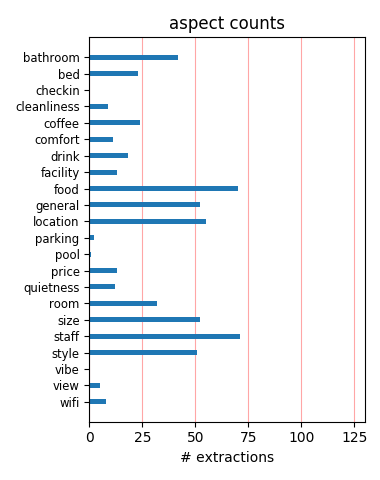 aspect counts
bathroom
bed
checkin
cleanliness
coffee
comfort
drink
facility
food
general
location
parking
pool
price
quietness
room
size
staff
style
vibe
view
wifi
0 25 50 75 100 125
# extractions